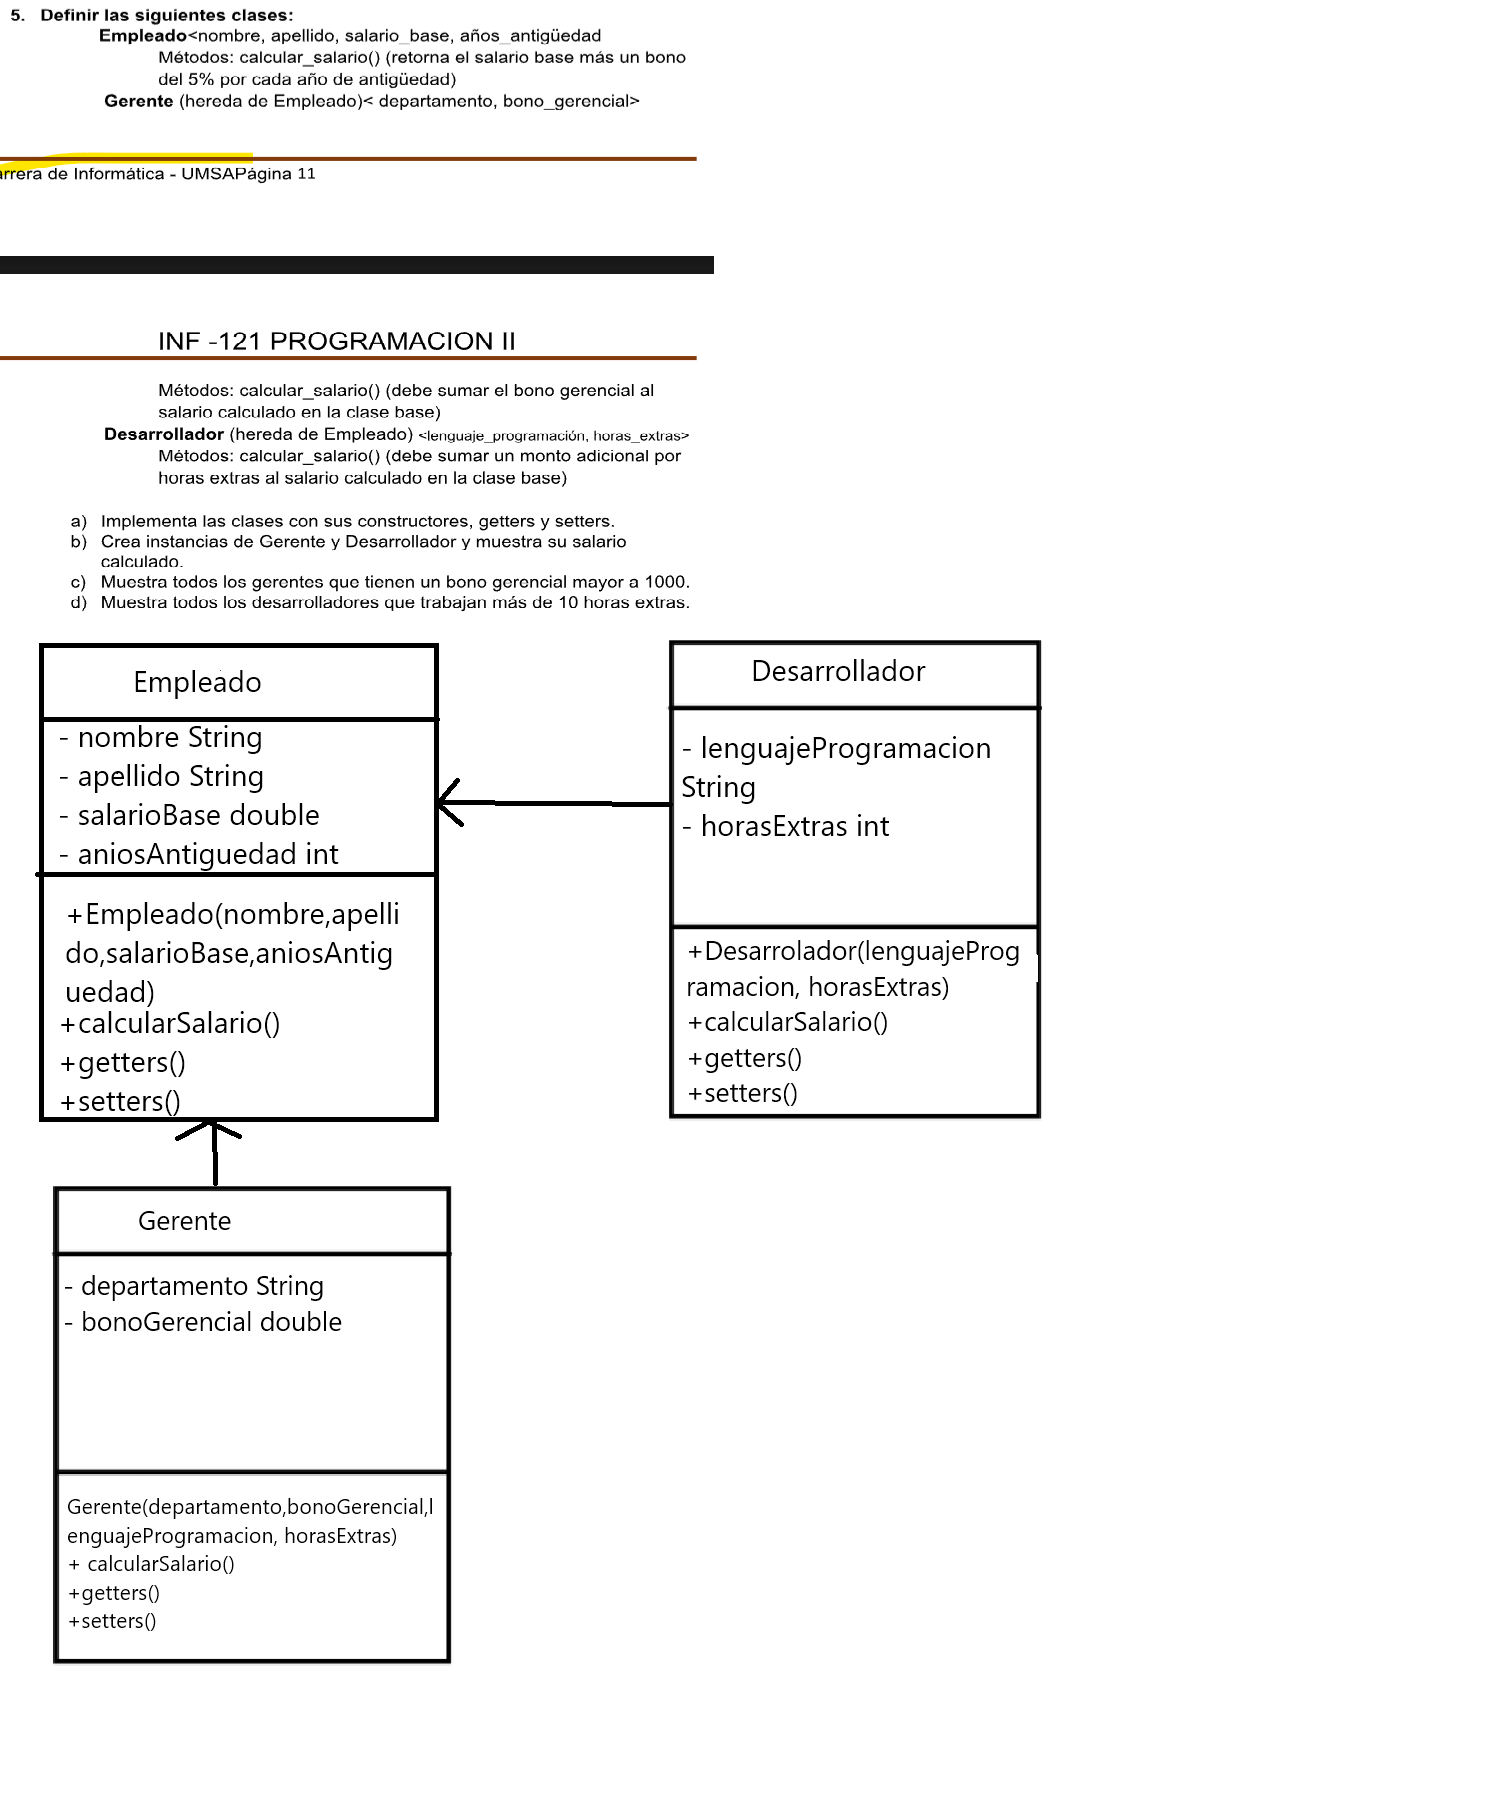 5. Definir las siguientes clases:
Empleado<nombre, apellido, salario_base, años_antigüedad
Métodos: calcular_salario() (retorna el salario base más un bono
del 5% por cada año de antigüedad)
Gerente (hereda de Empleado)< departamento, bono_gerencial>
arrera de Informática - UMSAPágina 11
INF -121 PROGRAMACION II
Métodos: calcular_salario() (debe sumar el bono gerencial al
salario calculado en la clase base)
Desarrollador (hereda de Empleado) <lenguaje_programación, horas_extras>
Métodos: calcular_salario() (debe sumar un monto adicional por
horas extras al salario calculado en la clase base)
a) Implementa las clases con sus constructores, getters y setters.
b) Crea instancias de Gerente y Desarrollador y muestra su salario
calculado.
c) Muestra todos los gerentes que tienen un bono gerencial mayor a 1000.
d) Muestra todos los desarrolladores que trabajan más de 10 horas extras.
Empleado
- nombre String
- apellido String
- salarioBase double
- aniosAntiguedad int
+Empleado(nombre,apelli
do,salarioBase,aniosAntig
uedad)
+calcularSalario()
+getters()
+setters()
Desarrollador
- lenguajeProgramacion
String
- horasExtras int
+Desarrolador(lenguajeProg
ramacion, horasExtras)
+calcularSalario()
+getters()
+setters()
Gerente
- departamento String
- bonoGerencial double
Gerente(departamento,bonoGerencial,l
enguajeProgramacion, horasExtras)
+ calcularSalario()
+getters()
+setters()